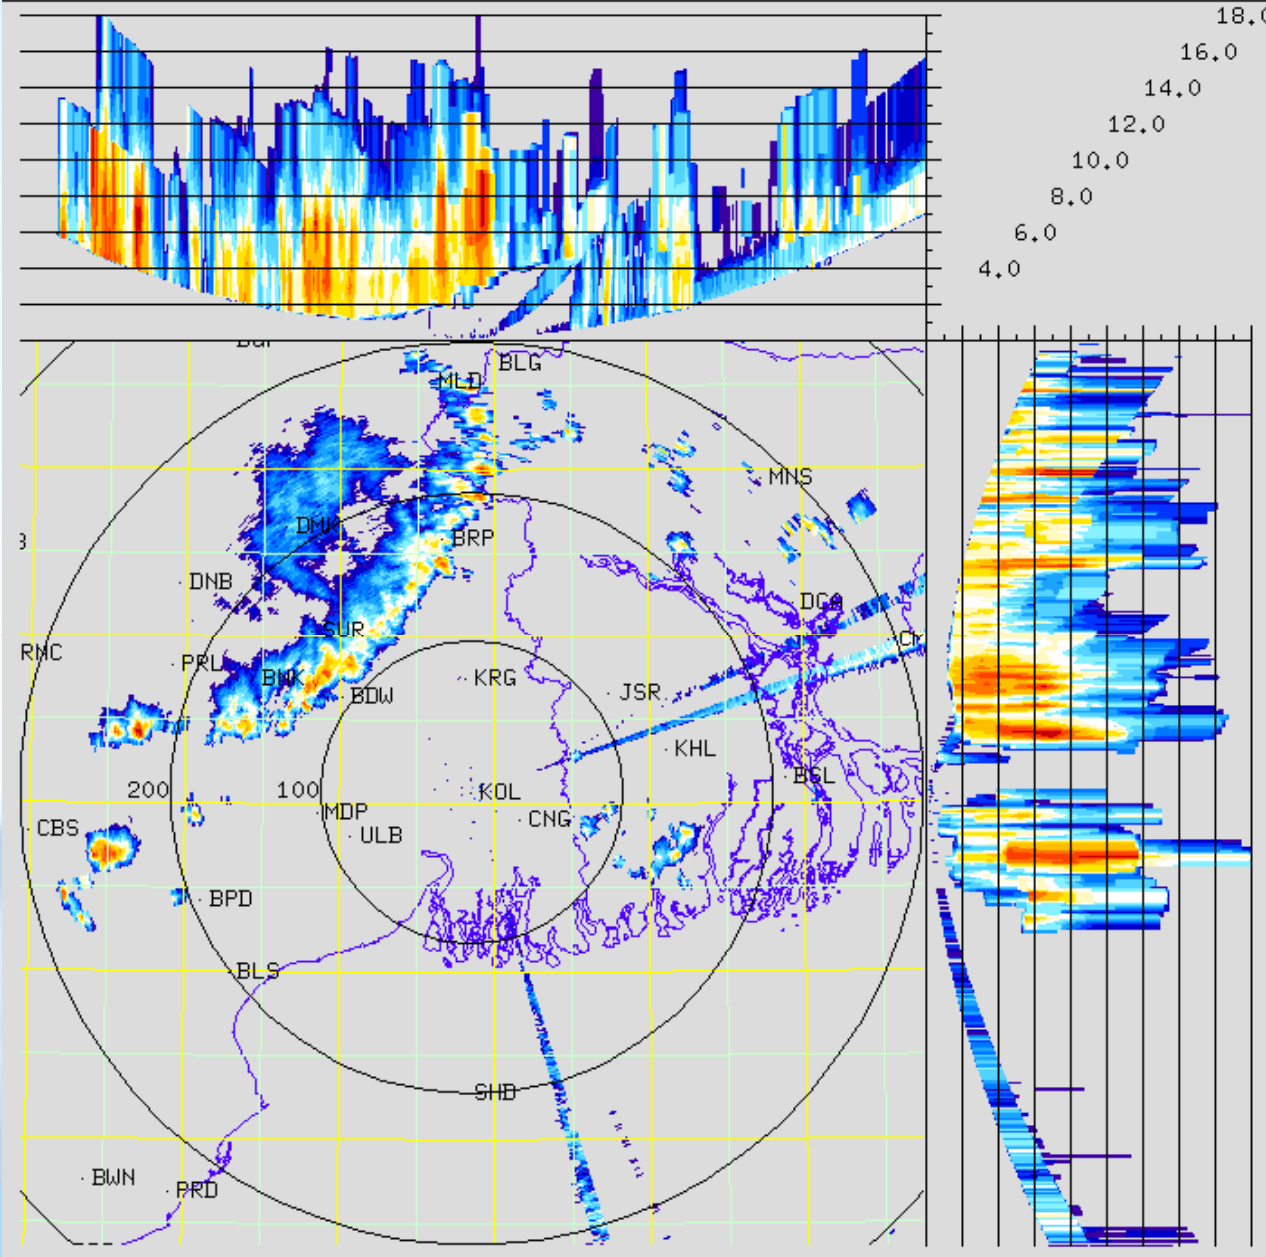 18.0
16.0
14.0
12.0
10.0
8.0
6.0
4.0
BLG
MLD
MNS
DMK
BRP
DNB
DCA
SUR
RNC
PRL
BNK
KRG
BDW
JSR
KHL
200
100
KOL
BSL
MDP
CNG
CBS
ULB
BPD
BLS
SHD
BWN
PRD